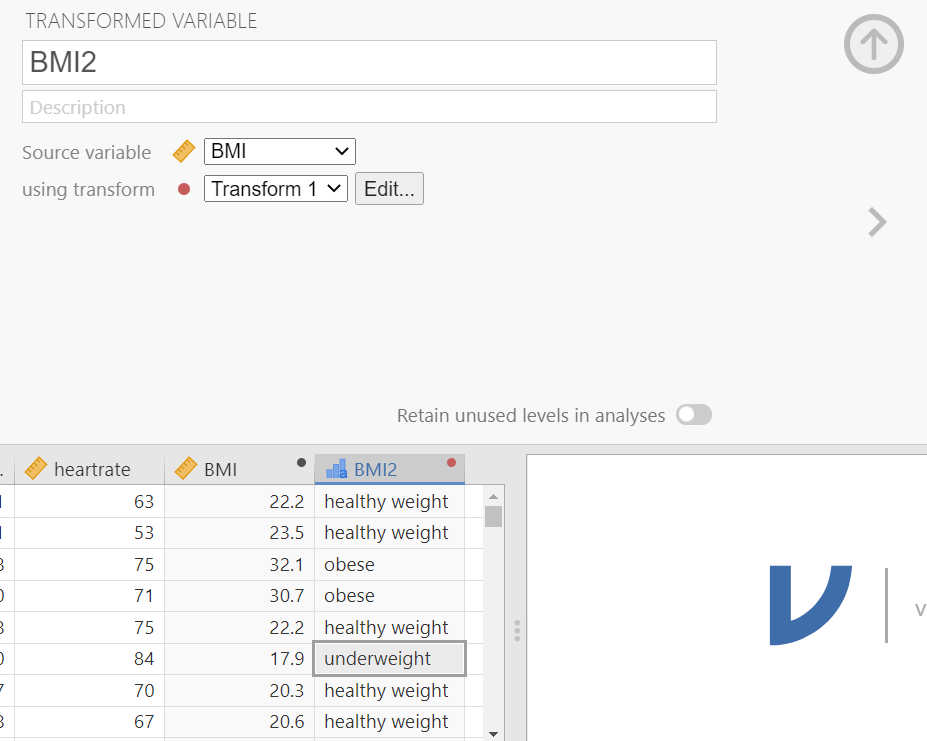 TRANSFORMED VARIABLE
BMI2
Description
Source variable BMI
using transform Transform 1 Edit...
Retain unused levels in analyses
. heartrate BMI a BMI2
63 22.2 healthy weight
53 23.5 healthy weight
75 32.1 obese
71 30.7 obese
75 22.2 healthy weight
84 17.9 underweight
70 20.3 healthy weight
67 20.6 healthy weight
v